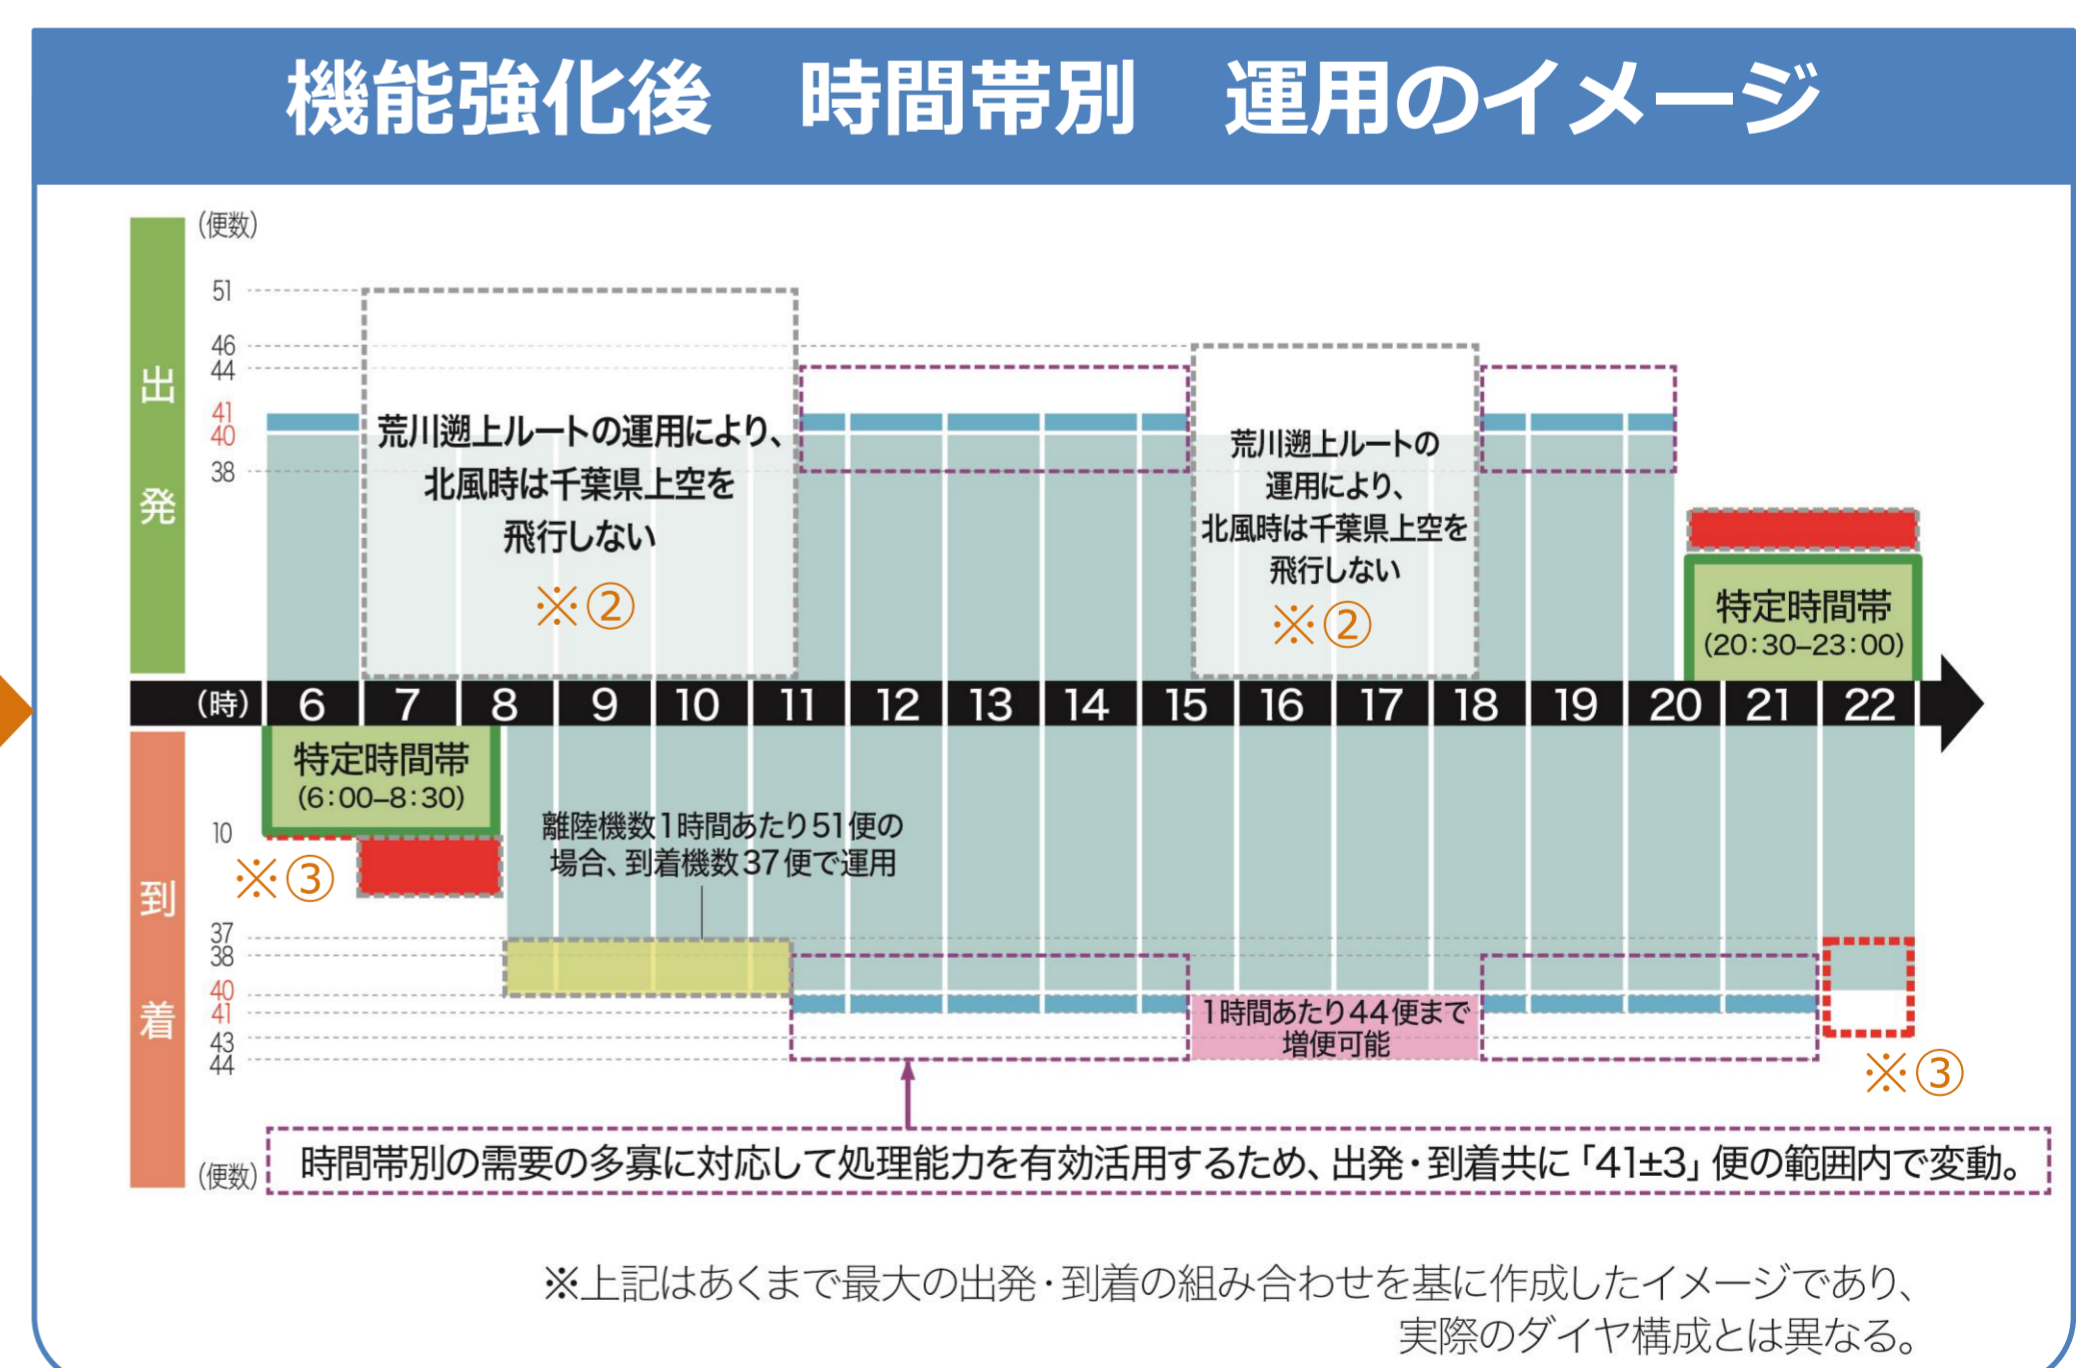 機能強化後　時間帯別　運用のイメージ
(便数)
51
46
44
41
40
38
出
発
荒川遡上ルートの運用により、
北風時は千葉県上空を
飛行しない
※②
荒川遡上ルートの
運用により、
北風時は千葉県上空を
飛行しない
※②
特定時間帯
(20:30–23:00)
(時) 6 7 8 9 10 11 12 13 14 15 16 17 18 19 20 21 22
特定時間帯
(6:00–8:30)
離陸機数1時間あたり51便の
場合、到着機数37便で運用
※③
到
着
10
37
38
40
41
43
44
1時間あたり44便まで
増便可能
※③
(便数)
時間帯別の需要の多寡に対応して処理能力を有効活用するため、出発・到着共に「41±3」便の範囲内で変動。
※上記はあくまで最大の出発・到着の組み合わせを基に作成したイメージであり、
実際のダイヤ構成とは異なる。